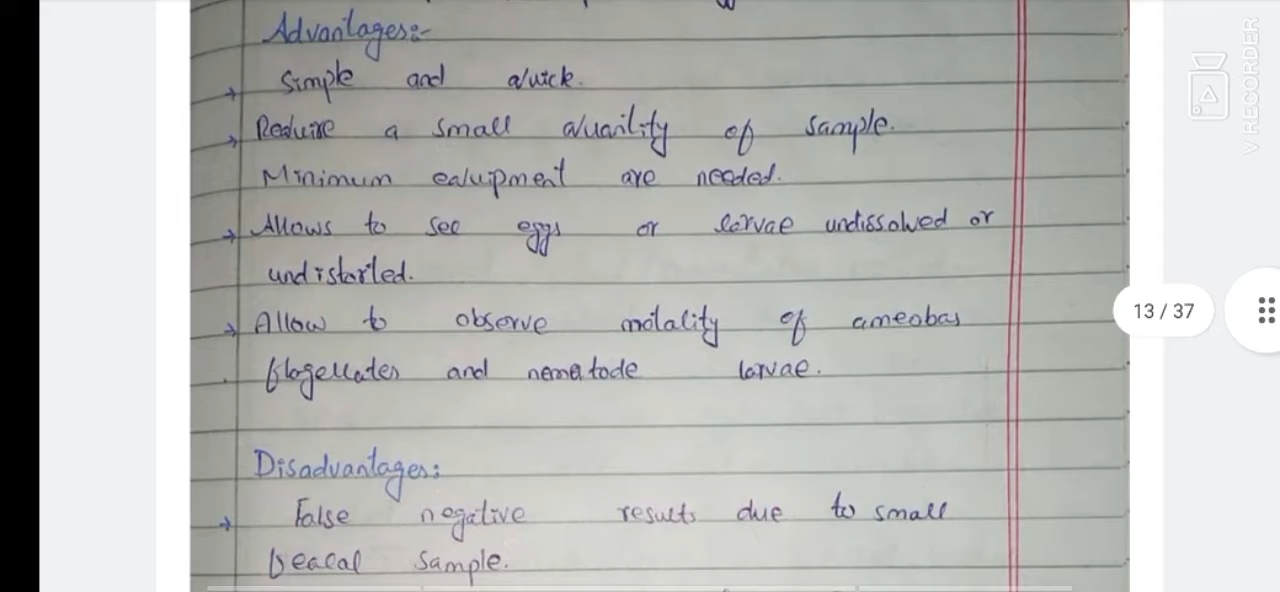 Advantages:-
→ Simple and quick.
→ Require a small quantity of sample.
Minimum equipment are needed.
→ Allows to see eggs or larvae undissolved or
undistorted.
→ Allow to observe motality of ameobas
flagellates and nematode larvae.
Disadvantages:
→ False negative results due to small
feacal sample.
13 / 37
V RECORDER